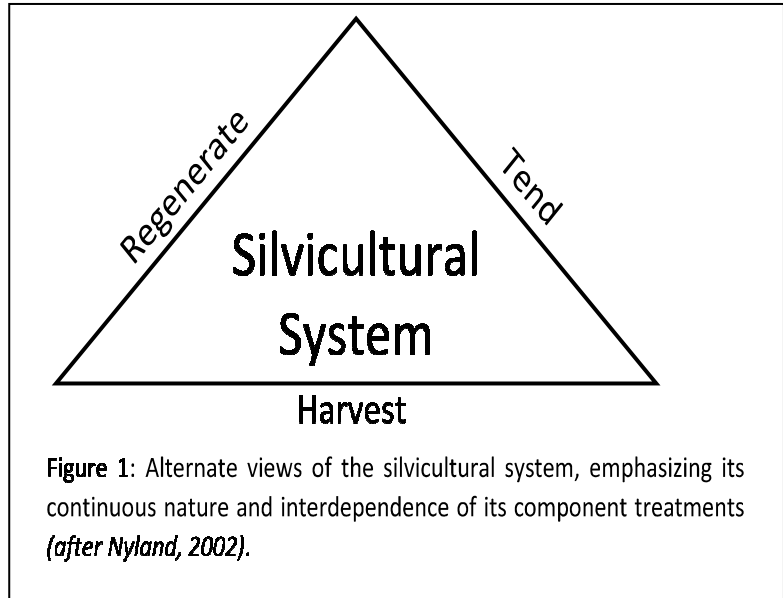 Regenerate
Tend
Silvicultural
System
Harvest
Figure 1: Alternate views of the silvicultural system, emphasizing its
continuous nature and interdependence of its component treatments
(after Nyland, 2002).